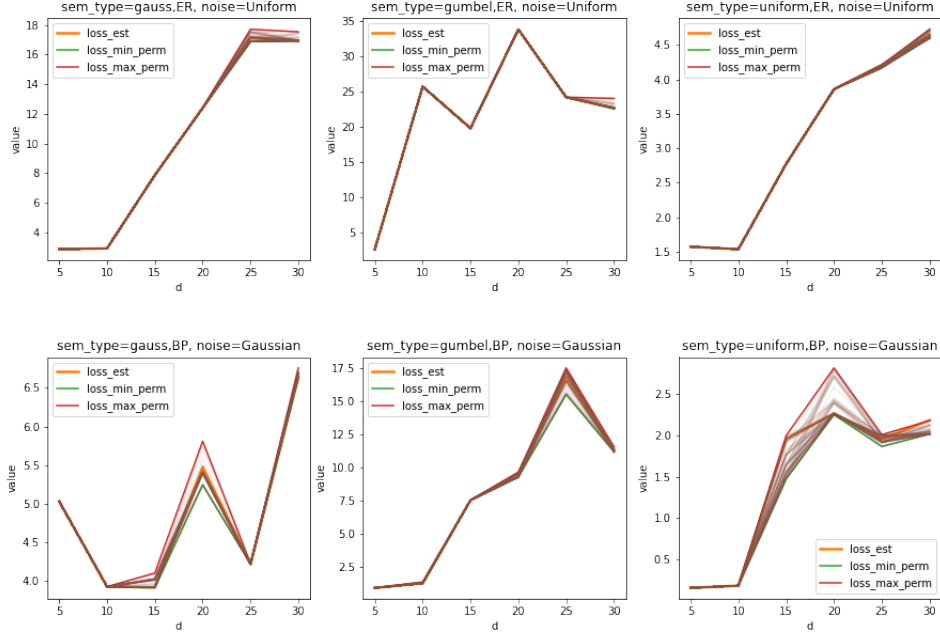 sem_type=gauss,ER, noise=Uniform
loss_est
loss_min_perm
loss_max_perm
value
18
16
14
12
10
8
6
4
5 10 15 20 25 30
d
sem_type=gumbel,ER, noise=Uniform
loss_est
loss_min_perm
loss_max_perm
value
35
30
25
20
15
10
5
5 10 15 20 25 30
d
sem_type=uniform,ER, noise=Uniform
loss_est
loss_min_perm
loss_max_perm
value
4.5
4.0
3.5
3.0
2.5
2.0
1.5
5 10 15 20 25 30
d
sem_type=gauss,BP, noise=Gaussian
loss_est
loss_min_perm
loss_max_perm
value
6.5
6.0
5.5
5.0
4.5
4.0
5 10 15 20 25 30
d
sem_type=gumbel,BP, noise=Gaussian
loss_est
loss_min_perm
loss_max_perm
value
17.5
15.0
12.5
10.0
7.5
5.0
2.5
5 10 15 20 25 30
d
sem_type=uniform,BP, noise=Gaussian
loss_est
loss_min_perm
loss_max_perm
value
2.5
2.0
1.5
1.0
0.5
5 10 15 20 25 30
d